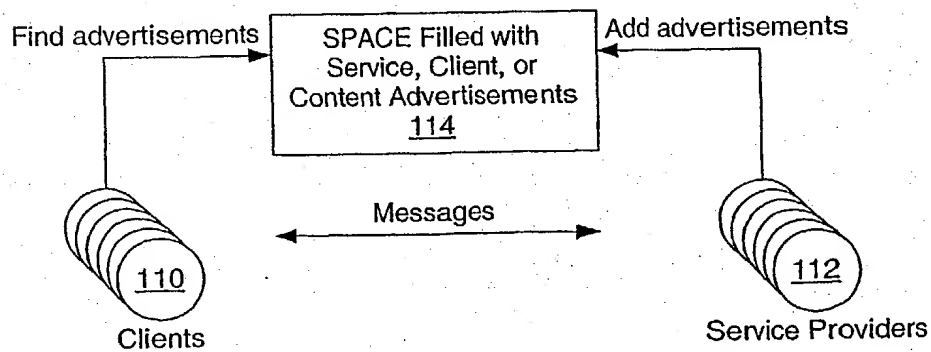 Find advertisements
SPACE Filled with
Service, Client, or
Content Advertisements
114
Add advertisements
Messages
110
Clients
112
Service Providers